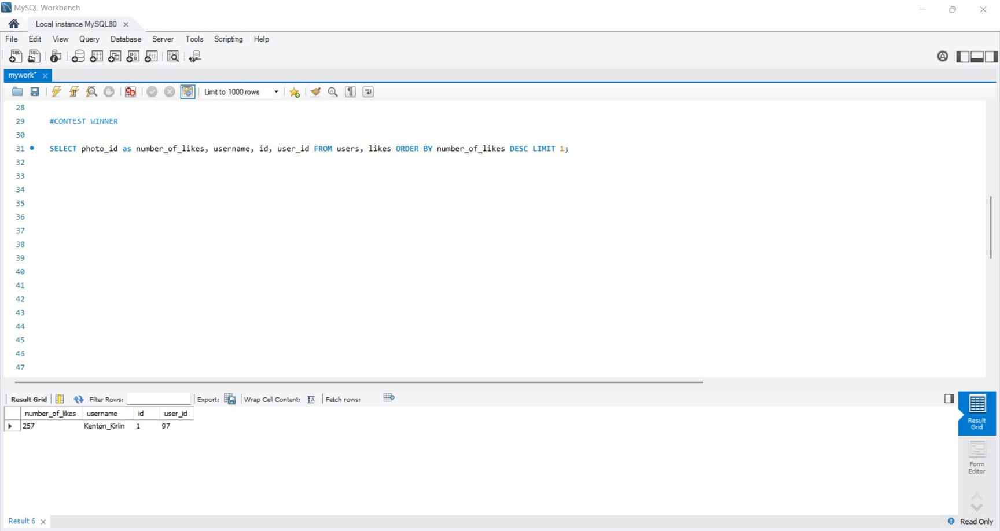 MySQL Workbench
Local instance MySQL80
File Edit View Query Database Server Tools Scripting Help
mywork*
Limit to 1000 rows
28
29 #CONTEST WINNER
30
31 SELECT photo_id as number_of_likes, username, id, user_id FROM users, likes ORDER BY number_of_likes DESC LIMIT 1;
32
33
34
35
36
37
38
39
40
41
42
43
44
45
46
47
Result Grid Filter Rows: Export: Wrap Cell Content: Fetch rows:
number_of_likes username id user_id
257 Kenton_Kirlin 1 97
Result
Grid
Form
Editor
Result 6
Read Only